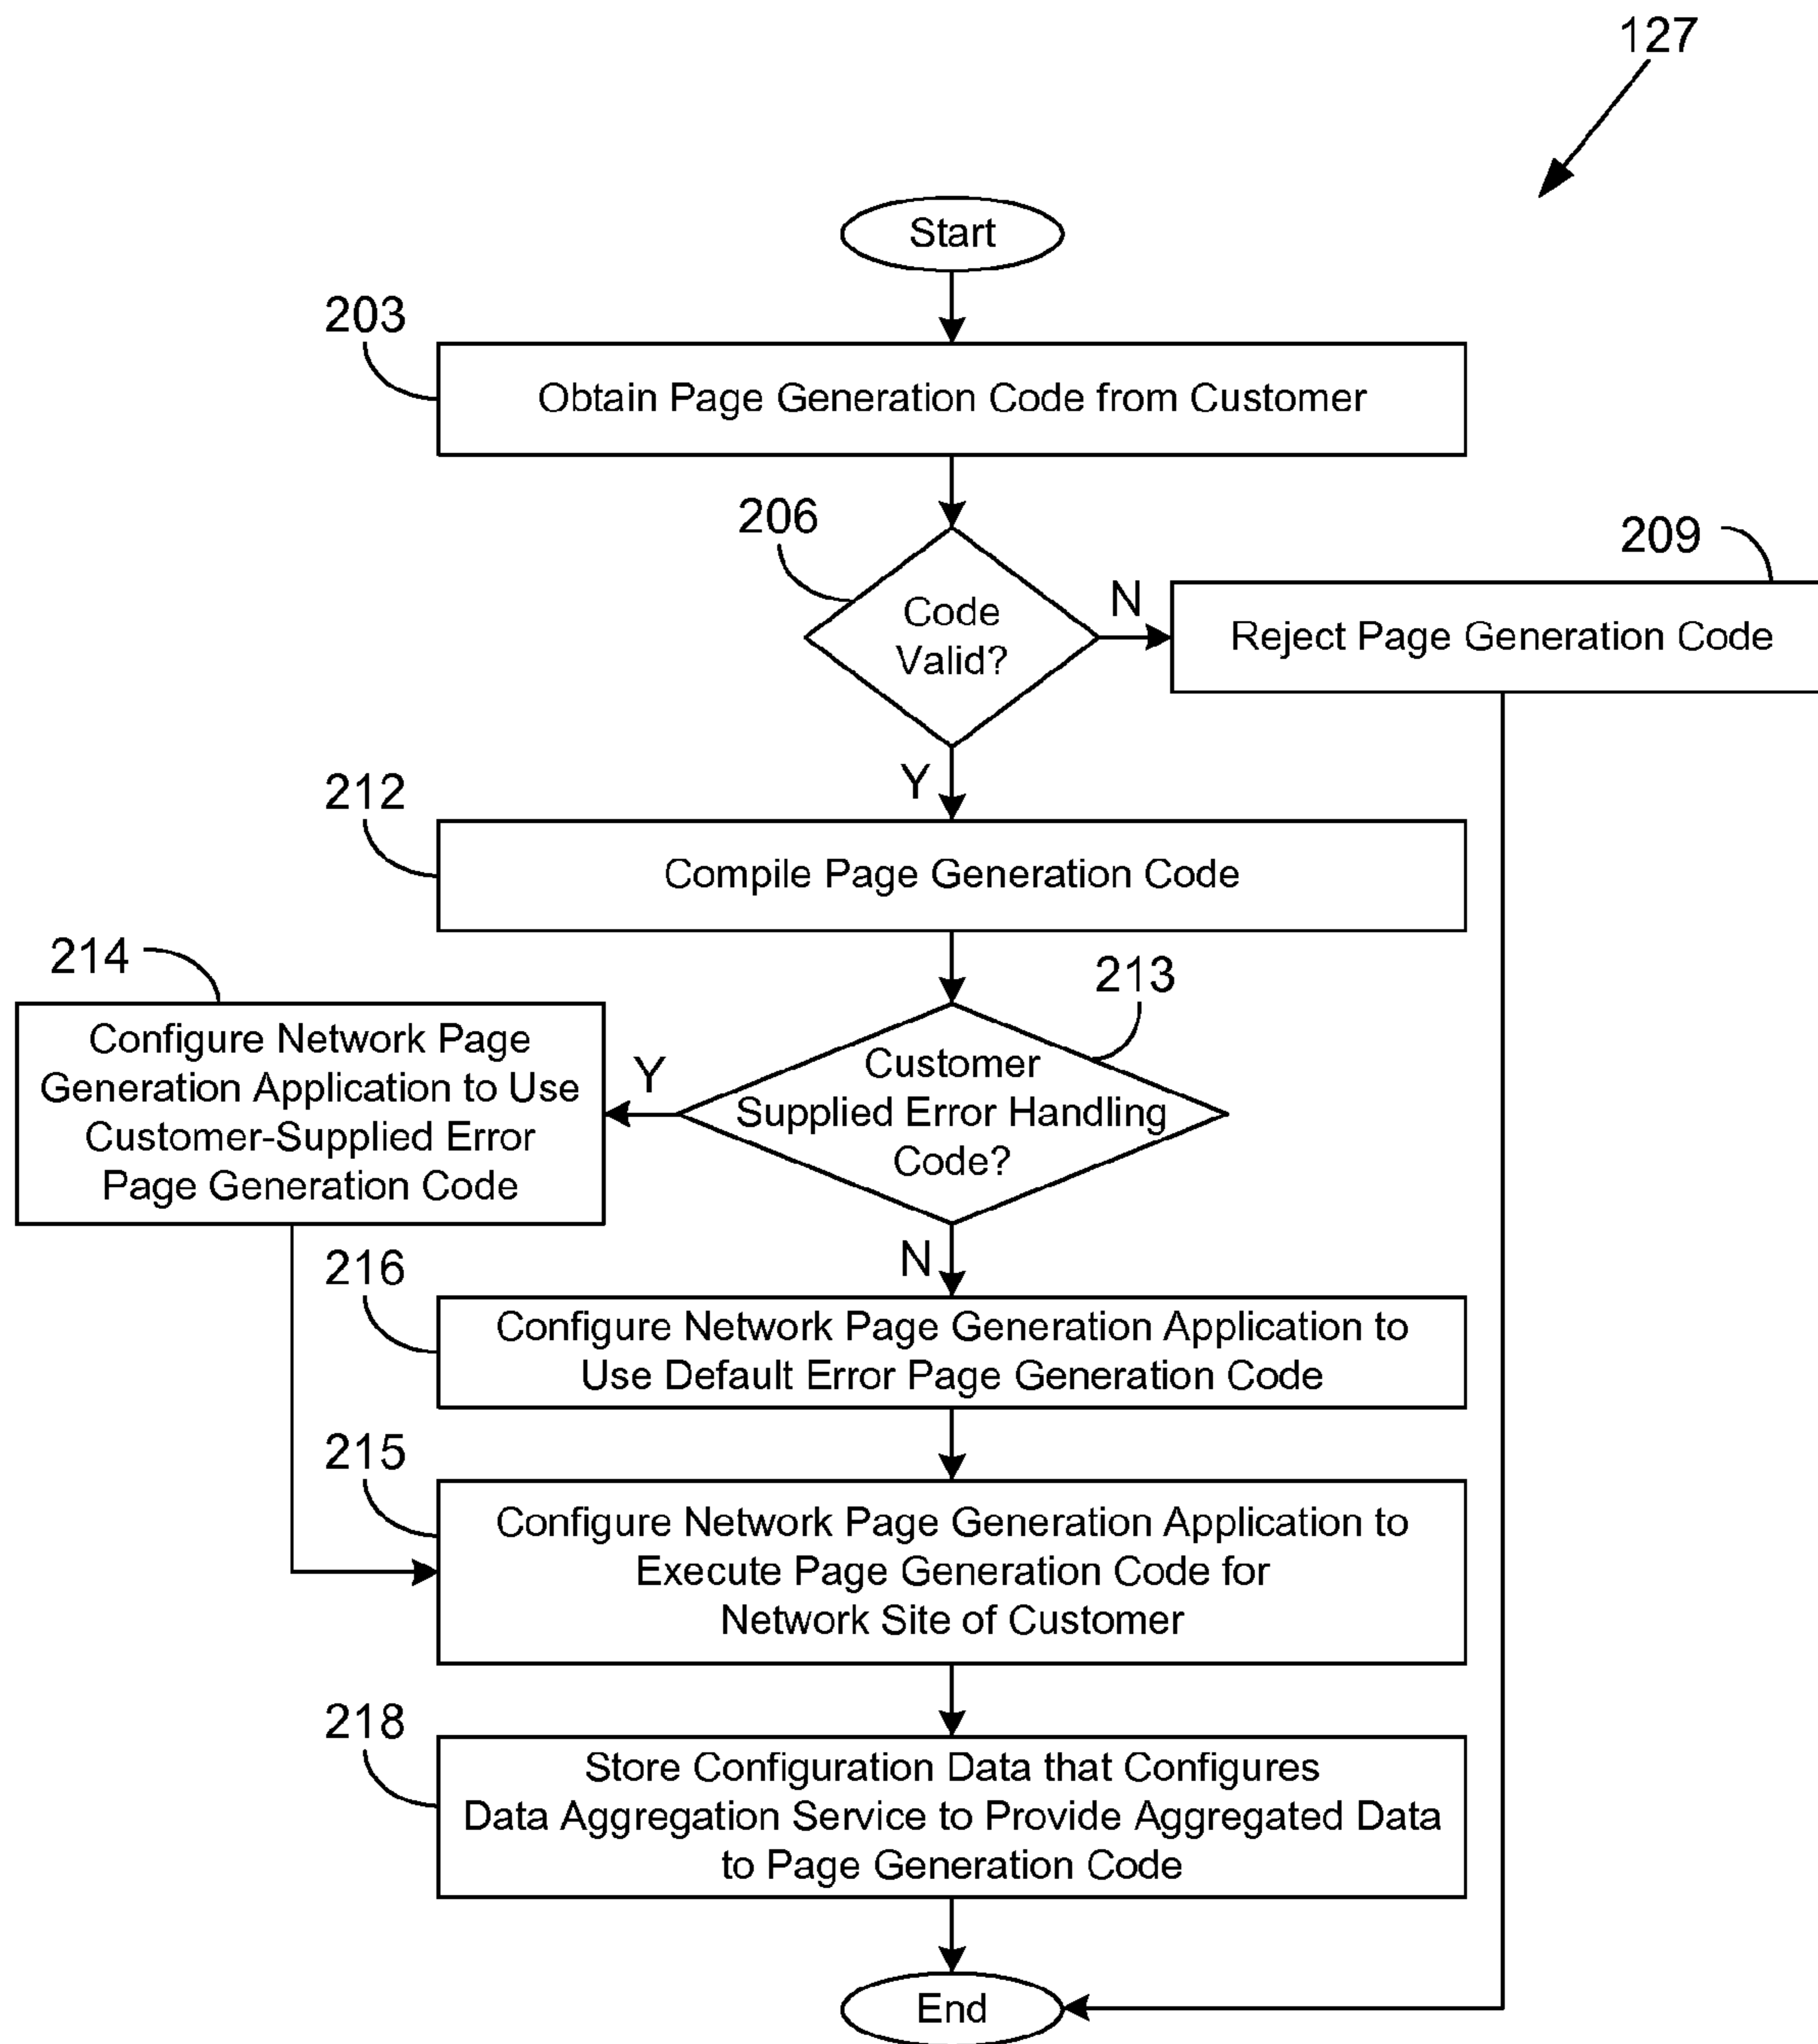 127
Start
203
Obtain Page Generation Code from Customer
206
Code
Valid?
N
209
Reject Page Generation Code
Y
212
Compile Page Generation Code
214
Configure Network Page
Generation Application to Use
Customer-Supplied Error
Page Generation Code
Y
213
Customer
Supplied Error Handling
Code?
N
216
Configure Network Page Generation Application to
Use Default Error Page Generation Code
215
Configure Network Page Generation Application to
Execute Page Generation Code for
Network Site of Customer
218
Store Configuration Data that Configures
Data Aggregation Service to Provide Aggregated Data
to Page Generation Code
End